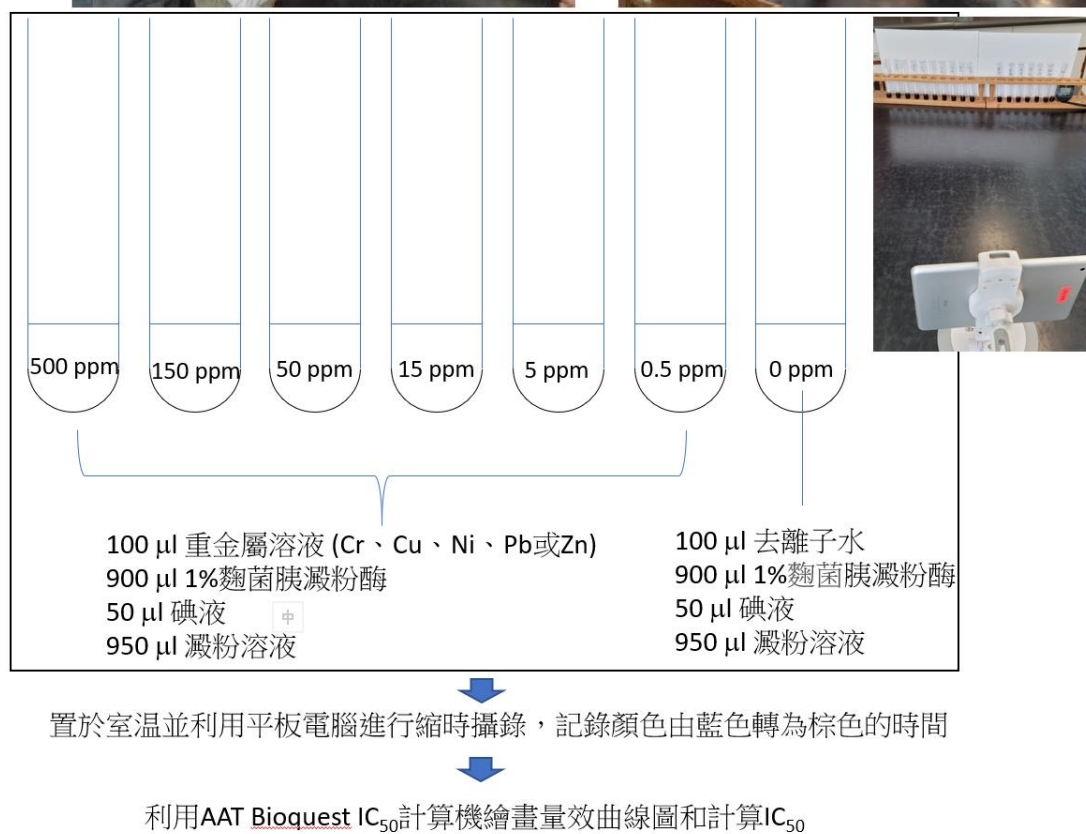 500 ppm
150 ppm
50 ppm
15 ppm
5 ppm
0.5 ppm
0 ppm
100 μl 重金屬溶液 (Cr、Cu、Ni、Pb或Zn)
900 μl 1%麴菌胰澱粉酶
50 μl 碘液
中
950 μl 澱粉溶液
100 μl 去離子水
900 μl 1%麴菌胰澱粉酶
50 μl 碘液
950 μl 澱粉溶液
置於室温並利用平板電腦進行縮時攝錄，記錄顏色由藍色轉為棕色的時間
利用AAT Bioquest IC₅₀計算機繪畫量效曲線圖和計算IC₅₀